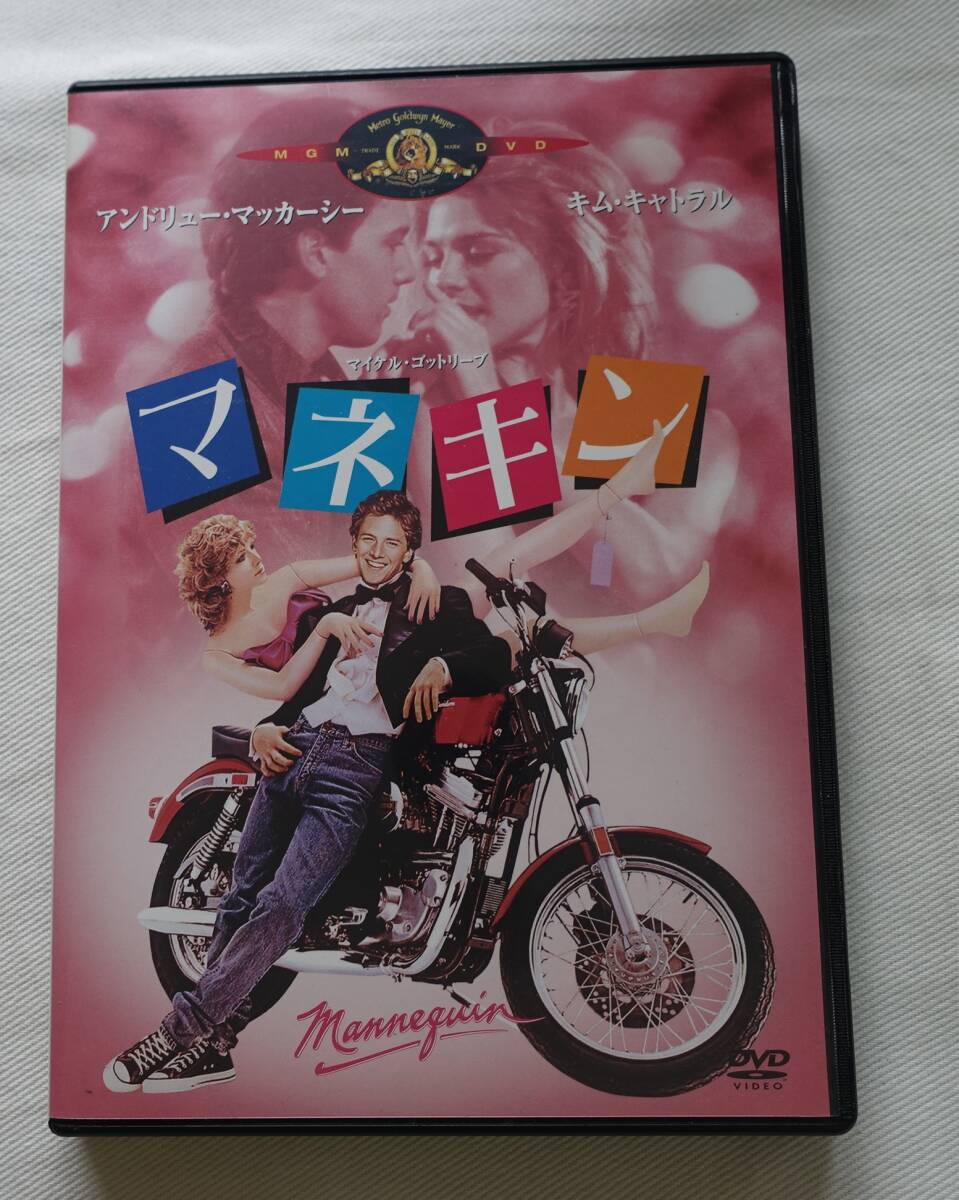 Metro Goldwyn Mayer
MGM TRADE MARK DVD
アンドリュー・マッカーシー
キム・キャトラル
マイケル・ゴットリーブ
マネキン
Mannequin
DVD
VIDEO